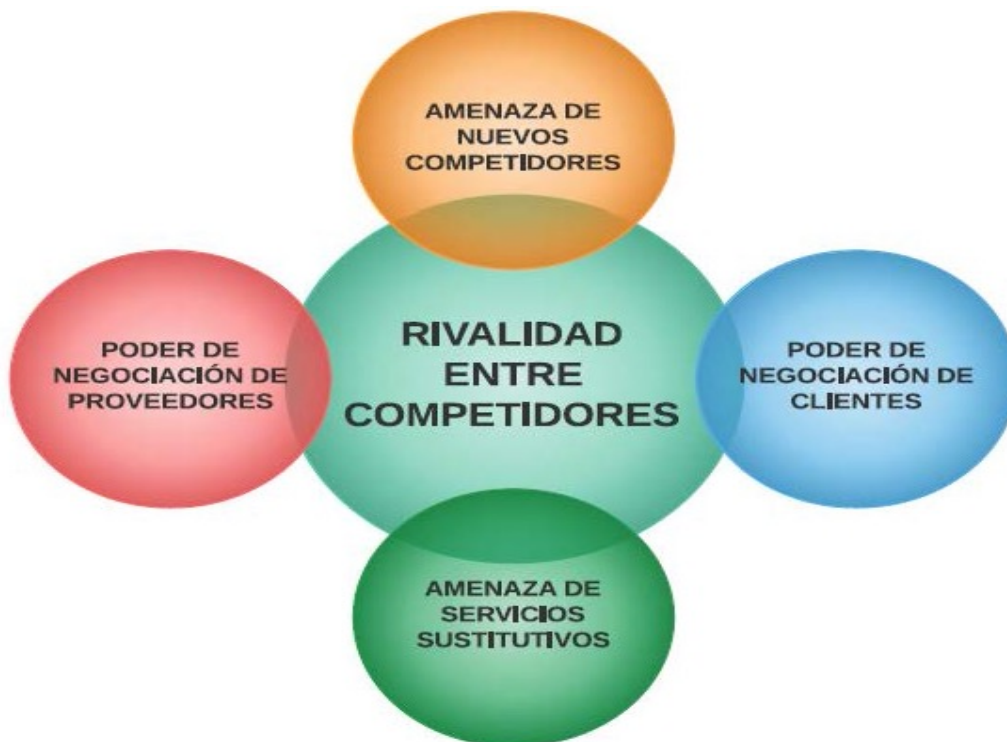 AMENAZA DE
NUEVOS
COMPETIDORES
PODER DE
NEGOCIACIÓN DE
PROVEEDORES
RIVALIDAD
ENTRE
COMPETIDORES
PODER DE
NEGOCIACIÓN DE
CLIENTES
AMENAZA DE
SERVICIOS
SUSTITUTIVOS